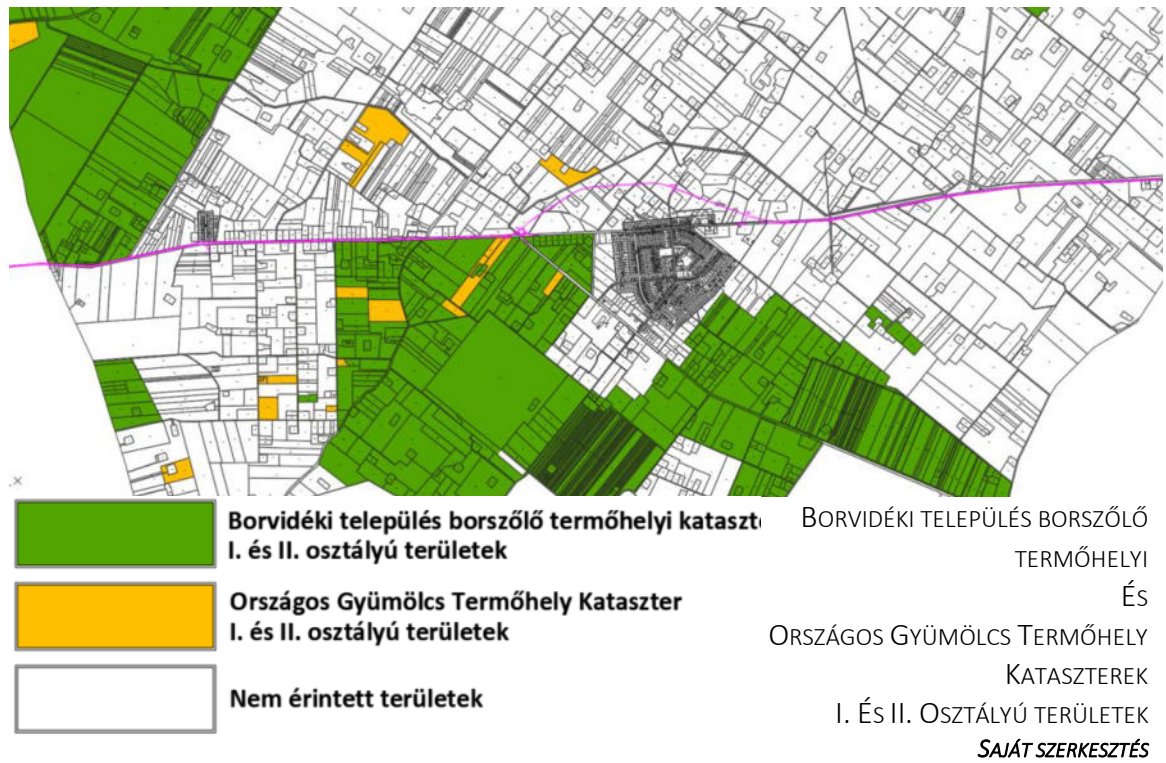 Borvidéki település borszőlő termőhelyi kataszt
I. és II. osztályú területek
Országos Gyümölcs Termőhely Kataszter
I. és II. osztályú területek
Nem érintett területek
BORVIDÉKI TELEPÜLÉS BORSZŐLŐ
TERMŐHELYI
ÉS
ORSZÁGOS GYÜMÖLCS TERMŐHELY
KATASZTEREK
I. ÉS II. OSZTÁLYÚ TERÜLETEK
SAJÁT SZERKESZTÉS